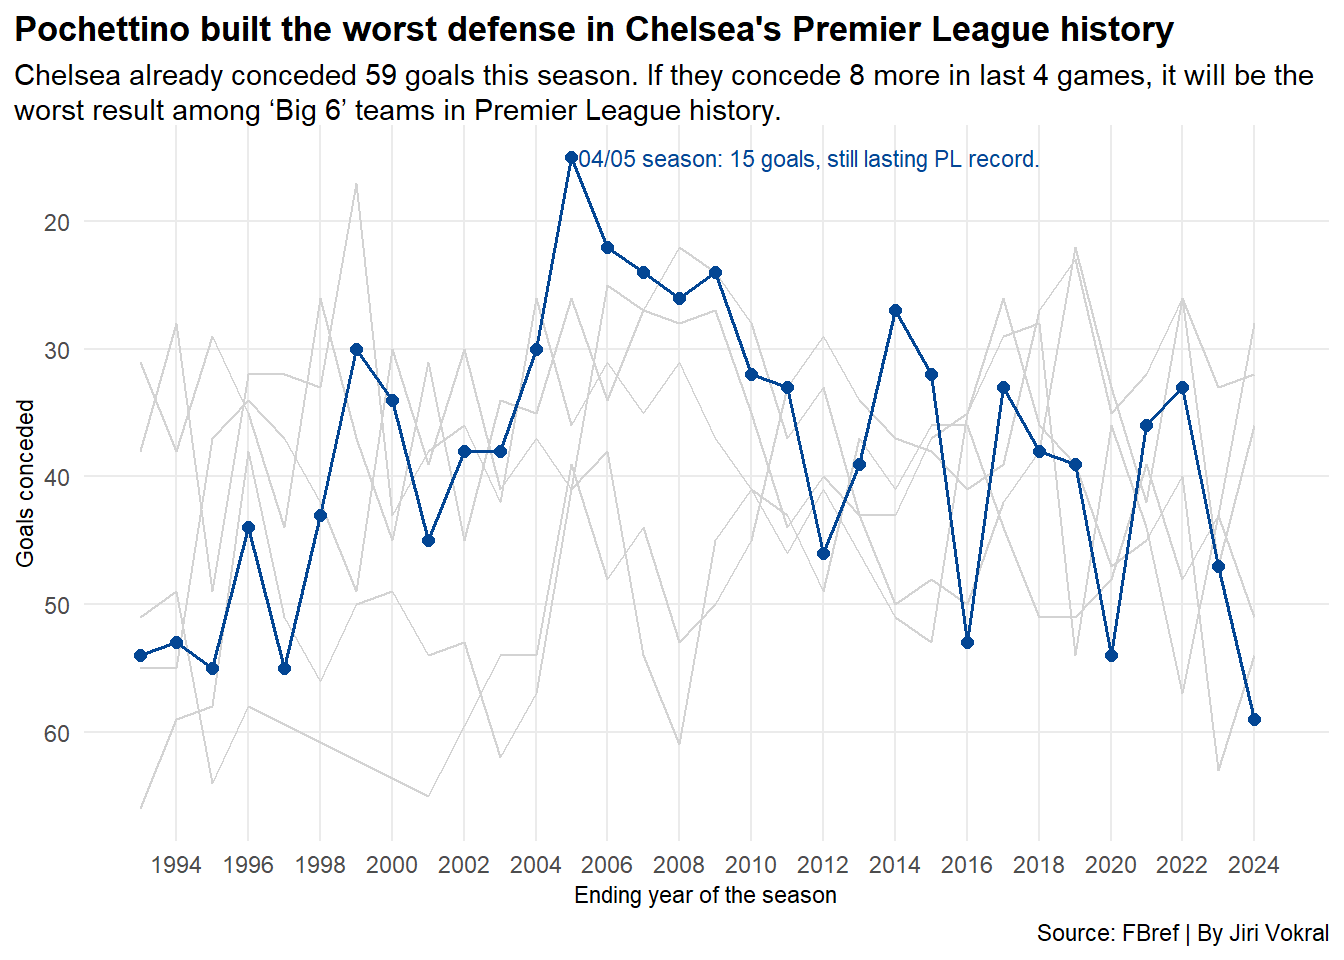 Pochettino built the worst defense in Chelsea's Premier League history
Chelsea already conceded 59 goals this season. If they concede 8 more in last 4 games, it will be the
worst result among ‘Big 6’ teams in Premier League history.
04/05 season: 15 goals, still lasting PL record.
20
30
40
50
60
Goals conceded
1994 1996 1998 2000 2002 2004 2006 2008 2010 2012 2014 2016 2018 2020 2022 2024
Ending year of the season
Source: FBref | By Jiri Vokral